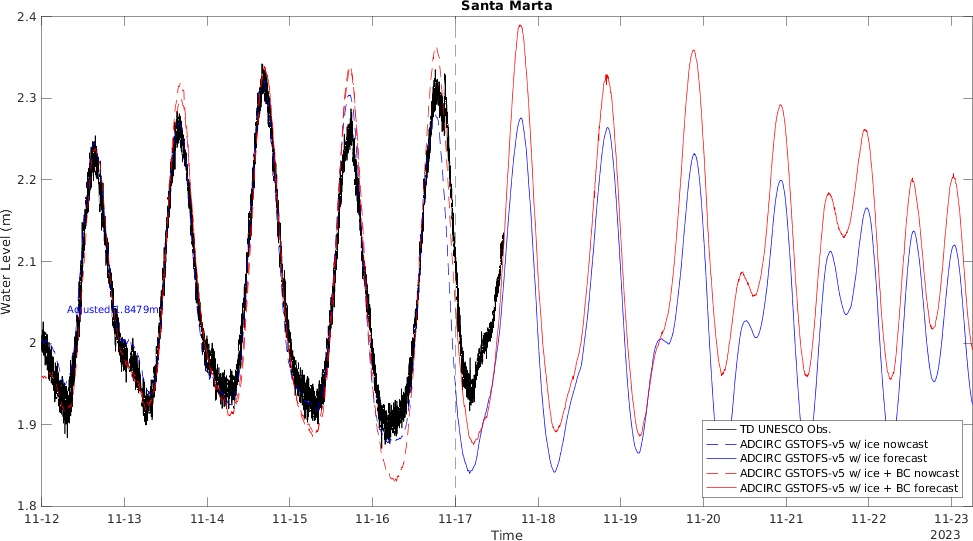 Santa Marta
2.4
2.3
2.2
2.1
2
1.9
1.8
Water Level (m)
Adjusted 1.8479m
TD UNESCO Obs.
ADCIRC GSTOFS-v5 w/ ice nowcast
ADCIRC GSTOFS-v5 w/ ice forecast
ADCIRC GSTOFS-v5 w/ ice + BC nowcast
ADCIRC GSTOFS-v5 w/ ice + BC forecast
11-12 11-13 11-14 11-15 11-16 11-17 11-18 11-19 11-20 11-21 11-22 11-23
Time
2023